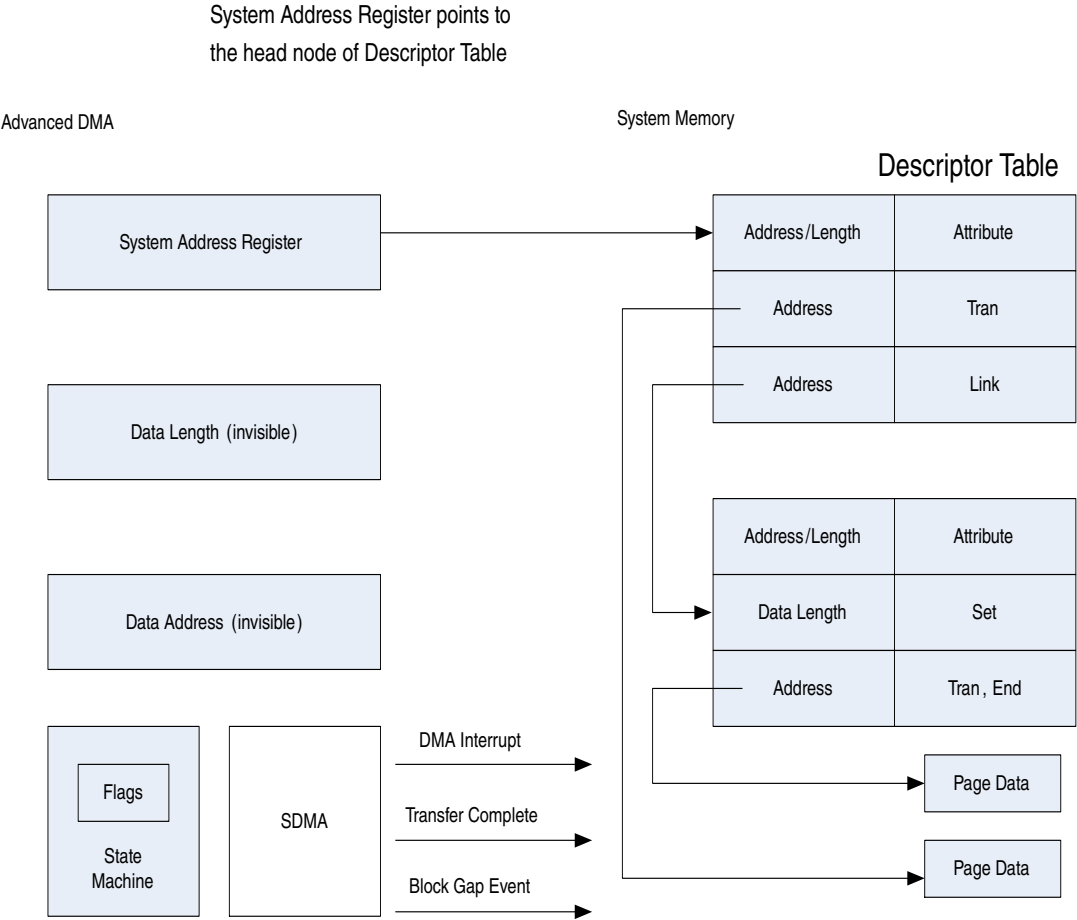 System Address Register points to
the head node of Descriptor Table
Advanced DMA
System Memory
Descriptor Table
System Address Register
Address/Length
Attribute
Address
Tran
Address
Link
Data Length (invisible)
Address/Length
Attribute
Data Length
Set
Data Address (invisible)
Address
Tran, End
DMA Interrupt
Page Data
Flags
SDMA
Transfer Complete
State
Machine
Page Data
Block Gap Event